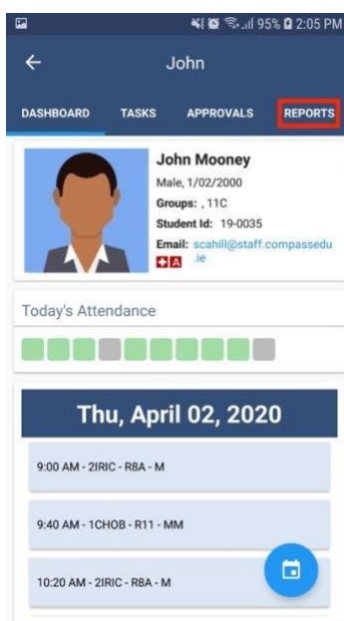 95% 2:05 PM
John
DASHBOARD TASKS APPROVALS REPORTS
John Mooney
Male, 1/02/2000
Groups: , 11C
Student Id: 19-0035
Email: scahill@staff.compassedu
A .ie
Today's Attendance
Thu, April 02, 2020
9:00 AM - 2IRIC - R8A - M
9:40 AM - 1CHOB - R11 - MM
10:20 AM - 2IRIC - R8A - M